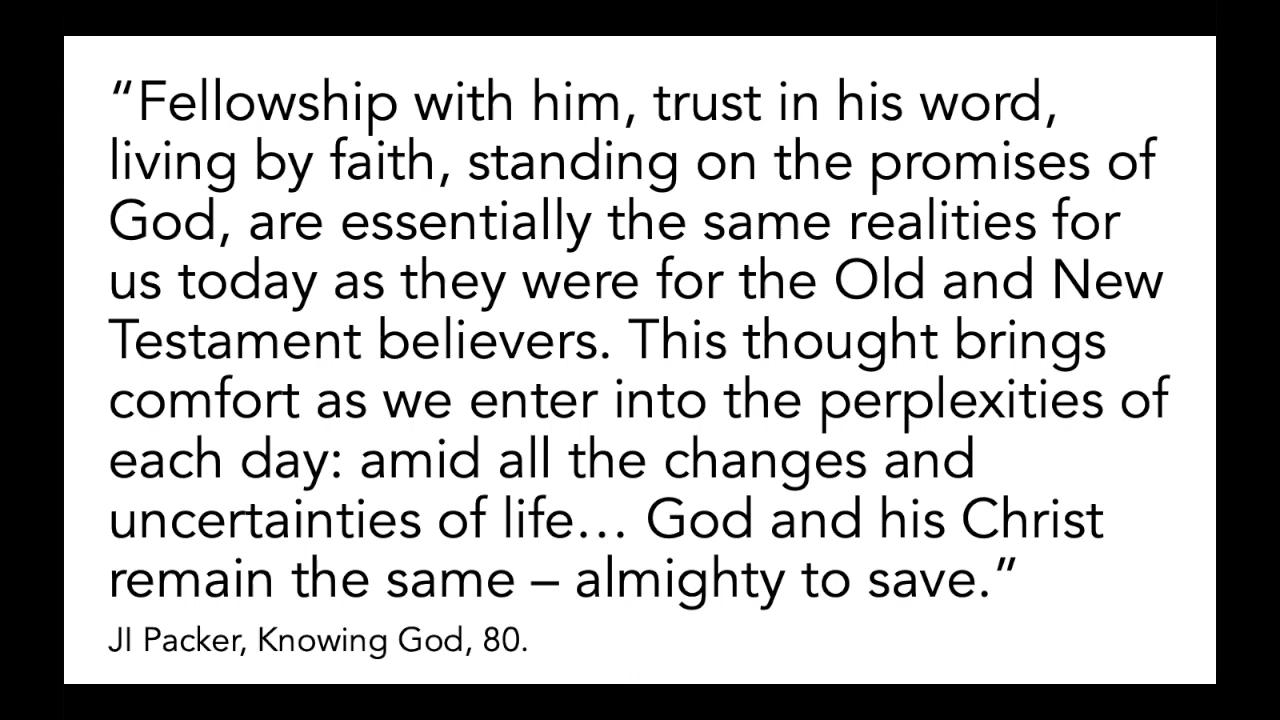 “Fellowship with him, trust in his word,
living by faith, standing on the promises of
God, are essentially the same realities for
us today as they were for the Old and New
Testament believers. This thought brings
comfort as we enter into the perplexities of
each day: amid all the changes and
uncertainties of life… God and his Christ
remain the same – almighty to save.”
JI Packer, Knowing God, 80.